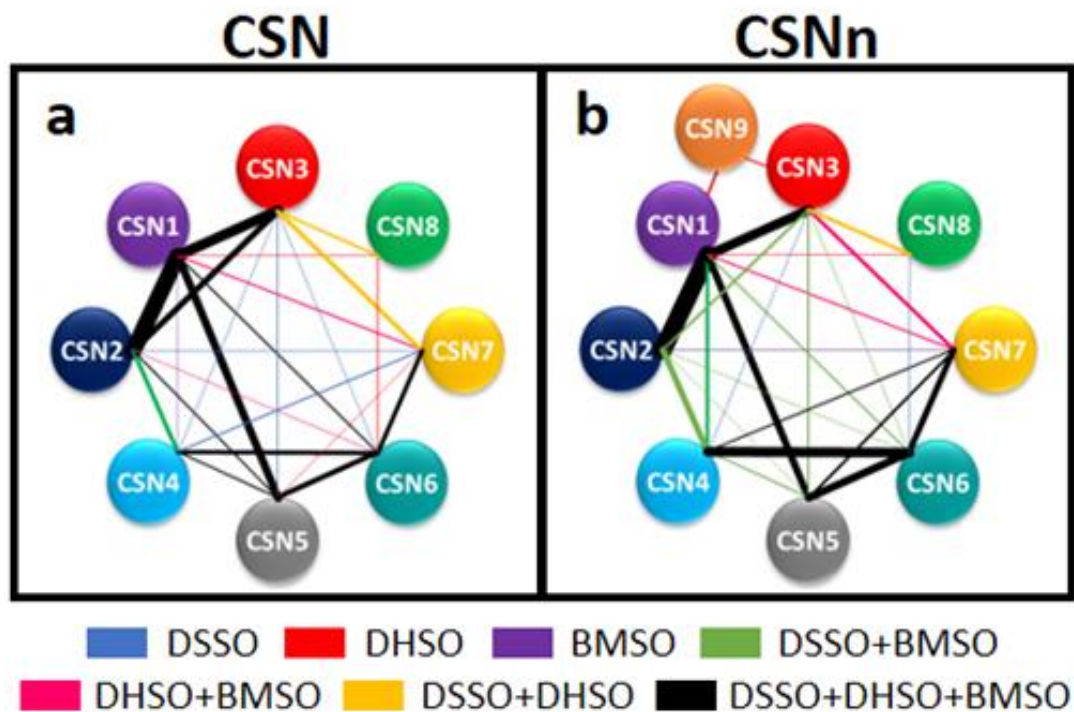 CSN CSNn
a b
CSN9
CSN3 CSN3
CSN1 CSN8 CSN1 CSN8
CSN2 CSN7 CSN2 CSN7
CSN4 CSN6 CSN4 CSN6
CSN5 CSN5
DSSO DHSO BMSO DSSO+BMSO
DHSO+BMSO DSSO+DHSO DSSO+DHSO+BMSO